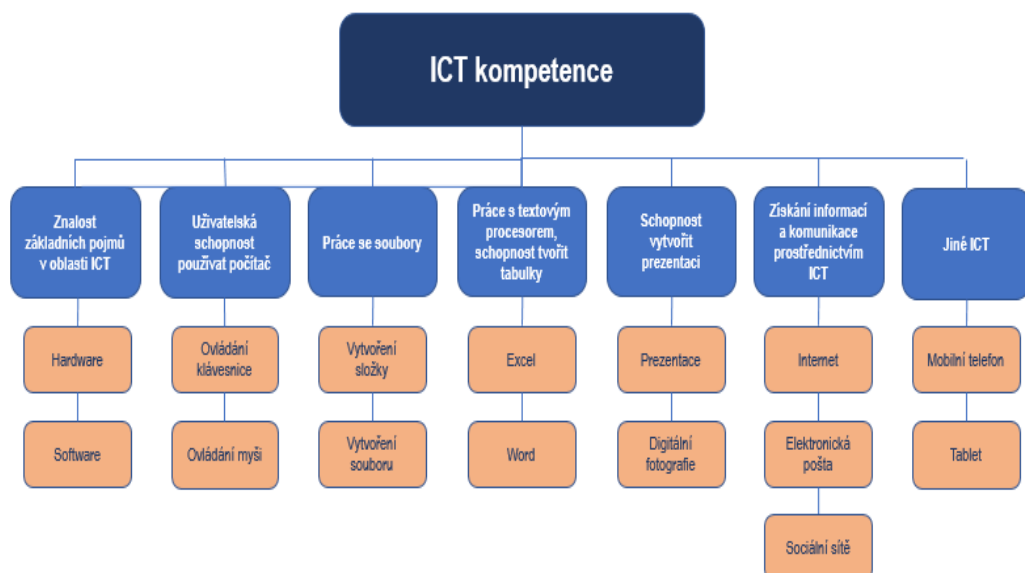 ICT kompetence
Znalost
základních pojmů
v oblasti ICT
Uživatelská
schopnost
používat počítač
Práce se soubory
Práce s textovým
procesorem,
schopnost tvořit
tabulky
Schopnost
vytvořit
prezentaci
Získání informací
a komunikace
prostřednictvím
ICT
Jiné ICT
Hardware
Ovládání
klávesnice
Vytvoření
složky
Excel
Prezentace
Internet
Mobilní telefon
Software
Ovládání myši
Vytvoření
souboru
Word
Digitální
fotografie
Elektronická
pošta
Tablet
Sociální sítě